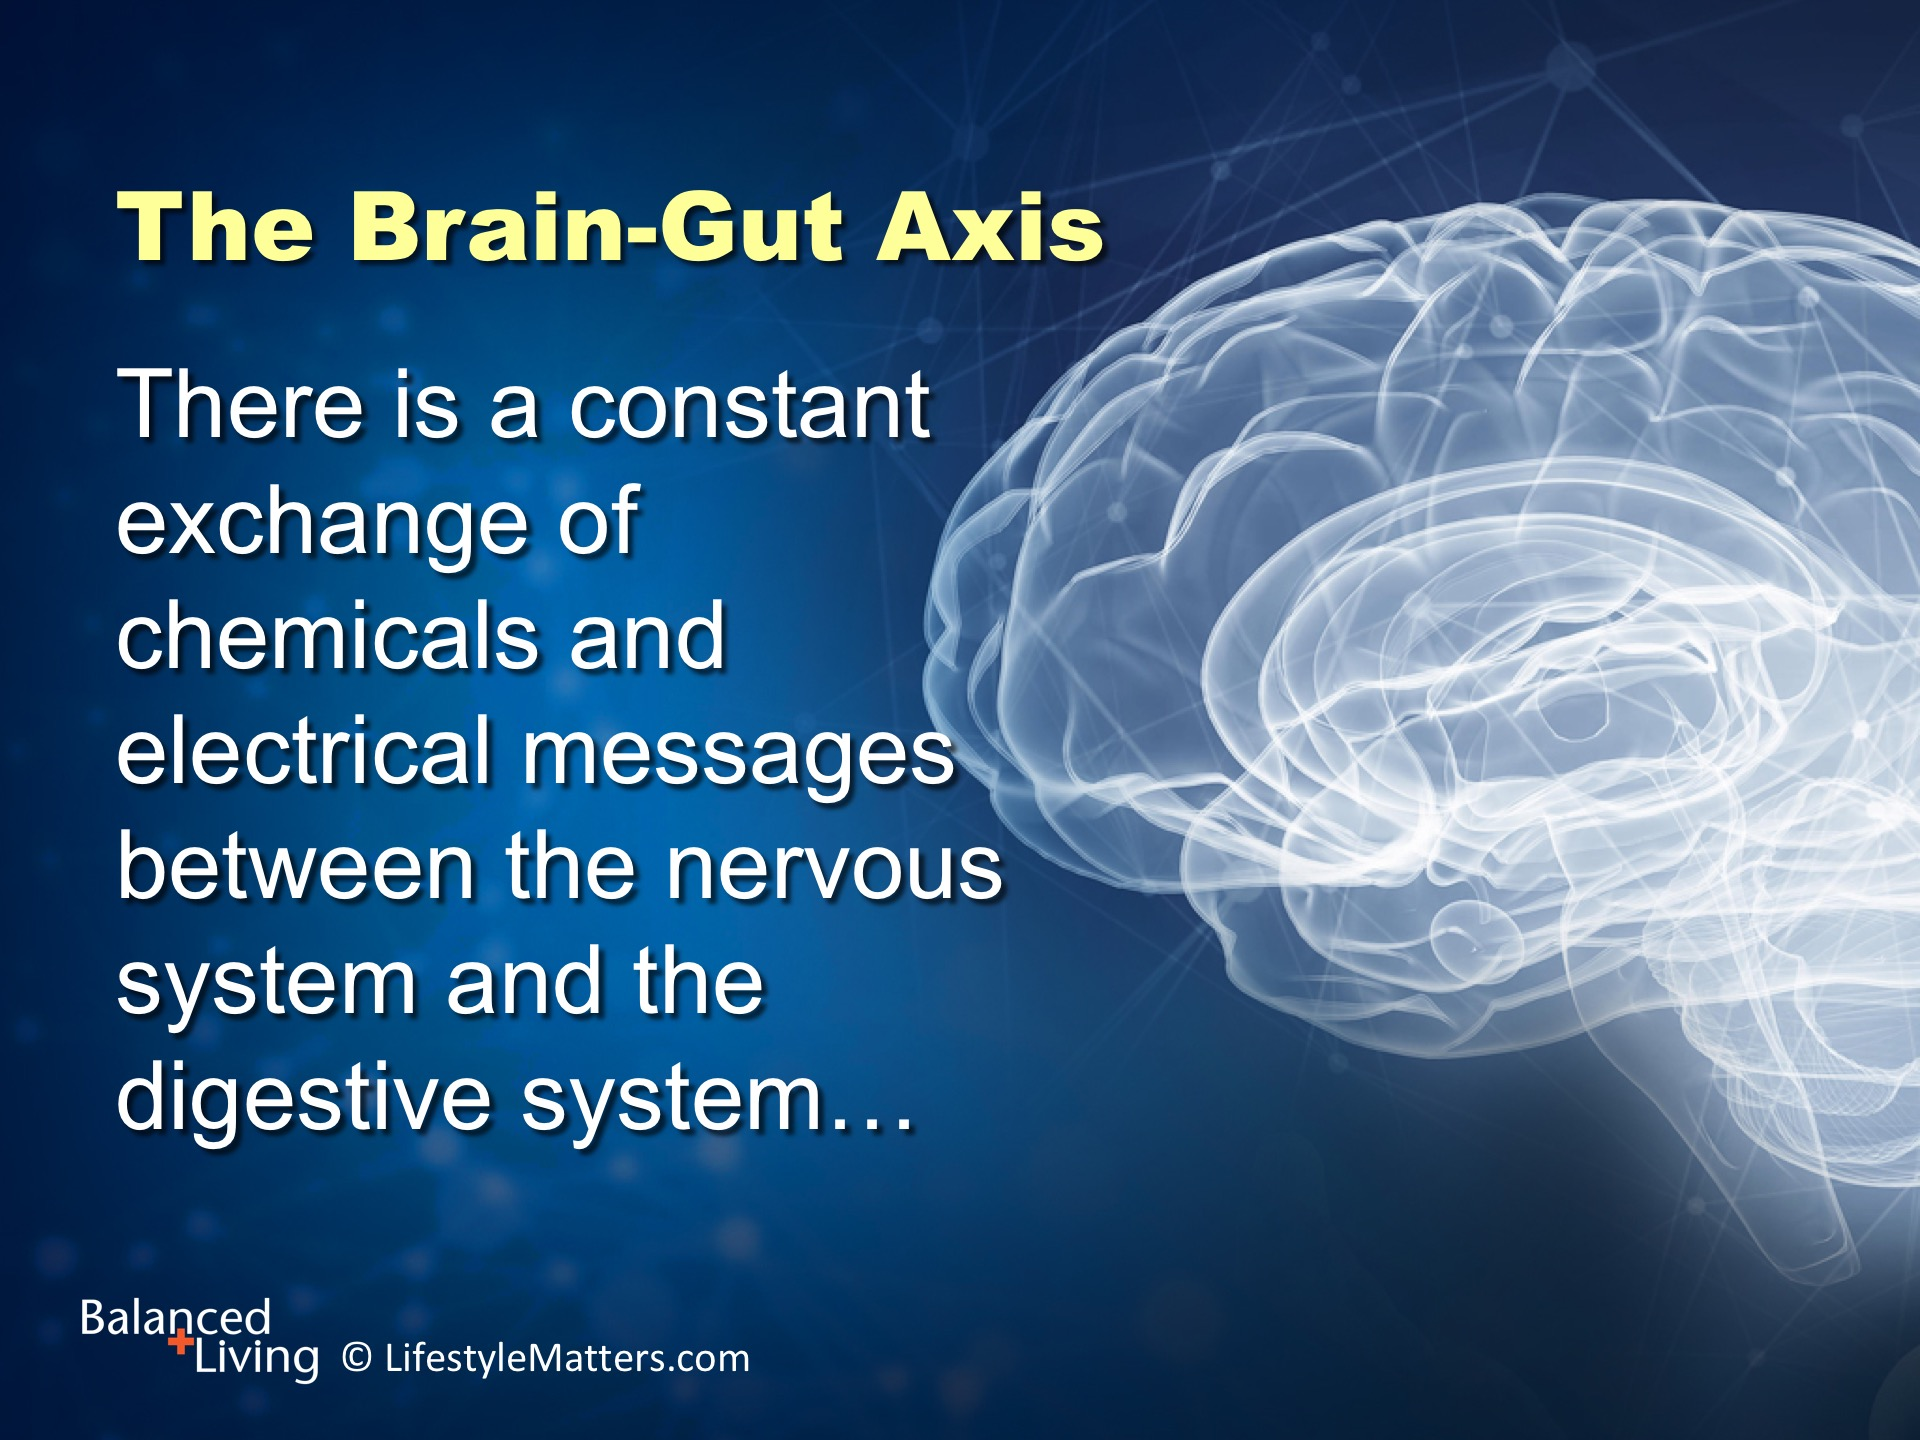 The Brain-Gut Axis
There is a constant
exchange of
chemicals and
electrical messages
between the nervous
system and the
digestive system…
Balanced
Living © LifestyleMatters.com